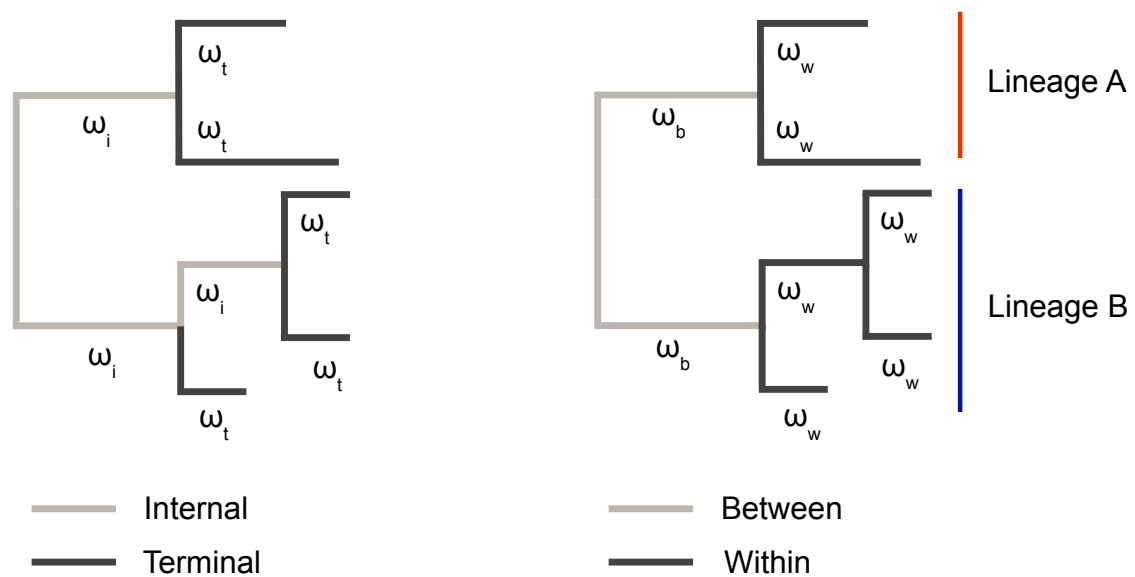 ωt
ωt
ωi
ωt
ωi
ωi
ωt
ωt
Internal
Terminal
ωw
ωb
ωw
Lineage A
ωw
ωw
Lineage B
ωb
ωw
ωw
Between
Within